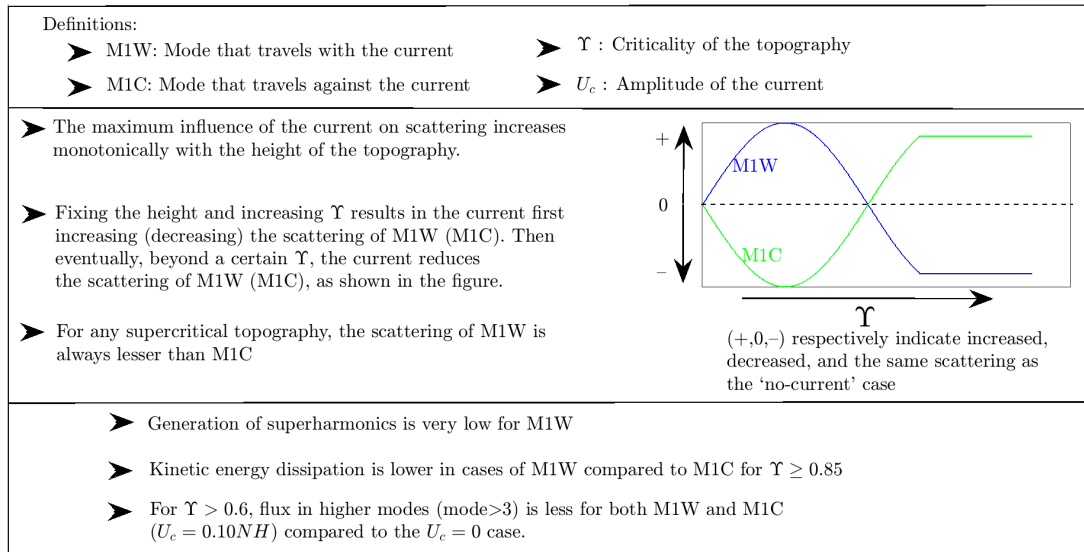 Definitions:
M1W: Mode that travels with the current
ϒ : Criticality of the topography
M1C: Mode that travels against the current
U_c : Amplitude of the current
The maximum influence of the current on scattering increases
monotonically with the height of the topography.
Fixing the height and increasing ϒ results in the current first
increasing (decreasing) the scattering of M1W (M1C). Then
eventually, beyond a certain ϒ, the current reduces
the scattering of M1W (M1C), as shown in the figure.
For any supercritical topography, the scattering of M1W is
always lesser than M1C
+
M1W
0
M1C
–
ϒ
(+,0,–) respectively indicate increased,
decreased, and the same scattering as
the ‘no-current’ case
Generation of superharmonics is very low for M1W
Kinetic energy dissipation is lower in cases of M1W compared to M1C for ϒ ≥ 0.85
For ϒ > 0.6, flux in higher modes (mode>3) is less for both M1W and M1C
(U_c = 0.10NH) compared to the U_c = 0 case.